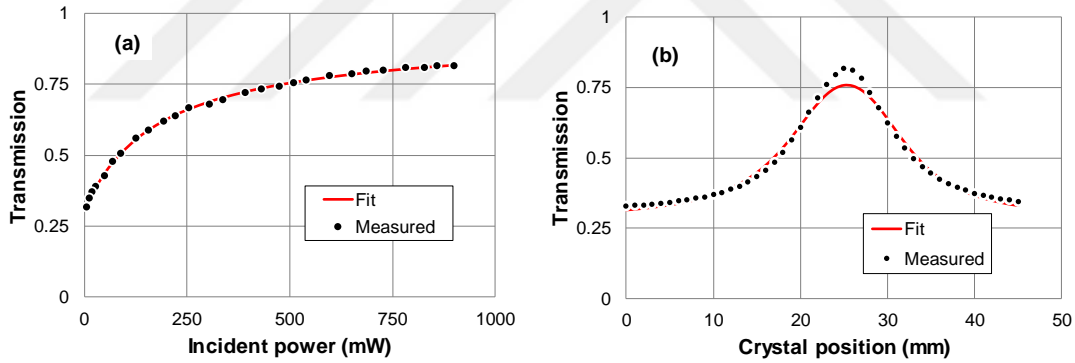 (a)
1
0.75
0.5
0.25
0
Transmission
Fit
Measured
0 250 500 750 1000
Incident power (mW)
(b)
1
0.75
0.5
0.25
0
Transmission
Fit
Measured
0 10 20 30 40 50
Crystal position (mm)